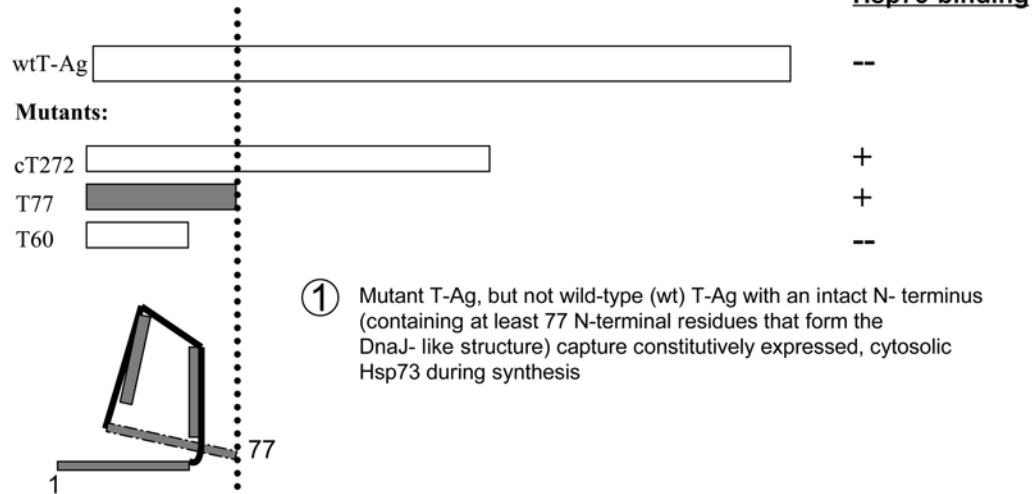 Hsp73 binding
wtT-Ag --
Mutants:
cT272 +
T77 +
T60 --
1 Mutant T-Ag, but not wild-type (wt) T-Ag with an intact N- terminus
(containing at least 77 N-terminal residues that form the
DnaJ- like structure) capture constitutively expressed, cytosolic
Hsp73 during synthesis
77
1